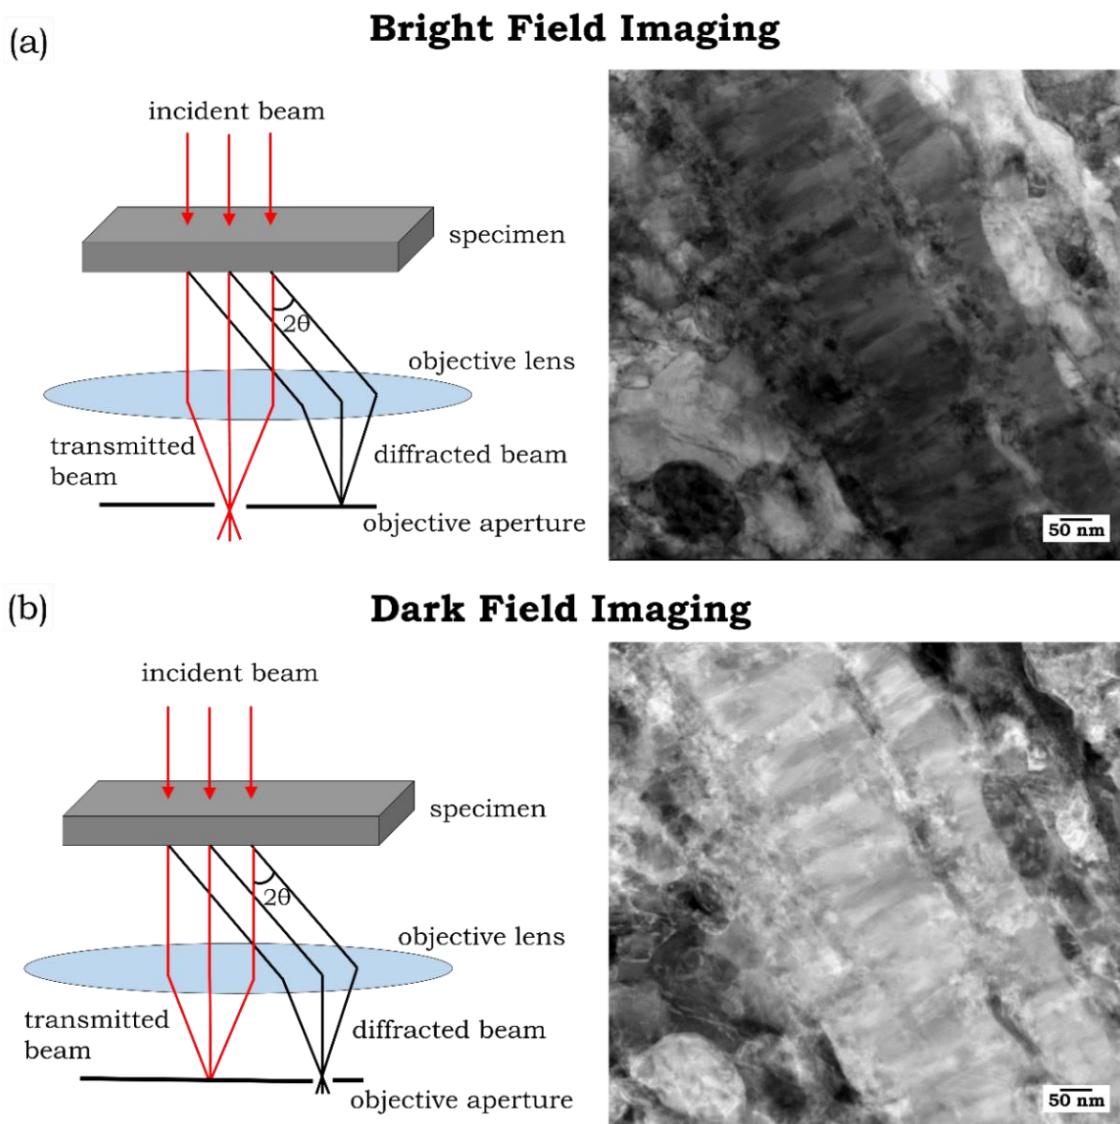 (a)
Bright Field Imaging
incident beam
specimen
2θ
objective lens
transmitted
beam
diffracted beam
objective aperture
50 nm
(b)
Dark Field Imaging
incident beam
specimen
2θ
objective lens
transmitted
beam
diffracted beam
objective aperture
50 nm